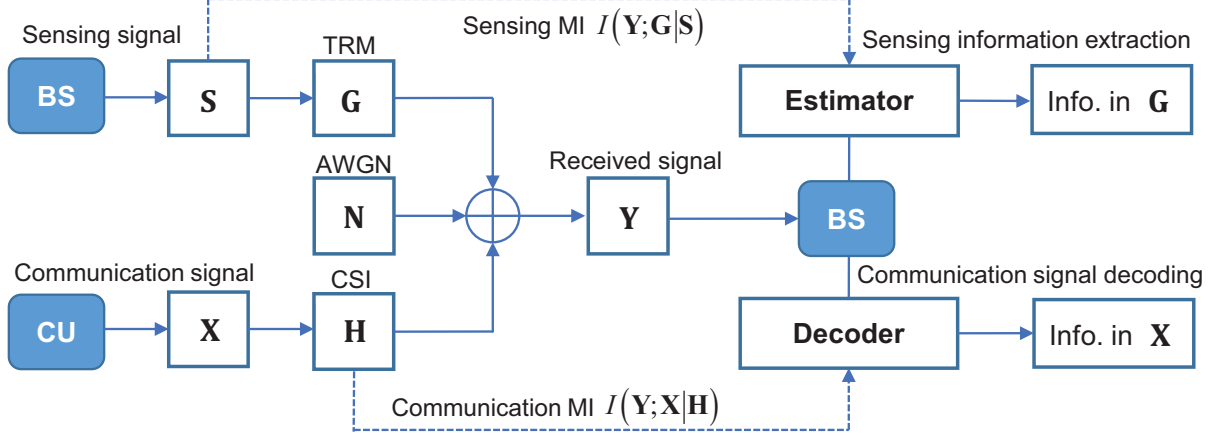 Sensing MI I(Y;G|S)
Sensing signal
TRM
Sensing information extraction
BS
S
G
Estimator
Info. in G
AWGN
Received signal
N
Y
BS
Communication signal
CSI
Communication signal decoding
CU
X
H
Decoder
Info. in X
Communication MI I(Y;X|H)